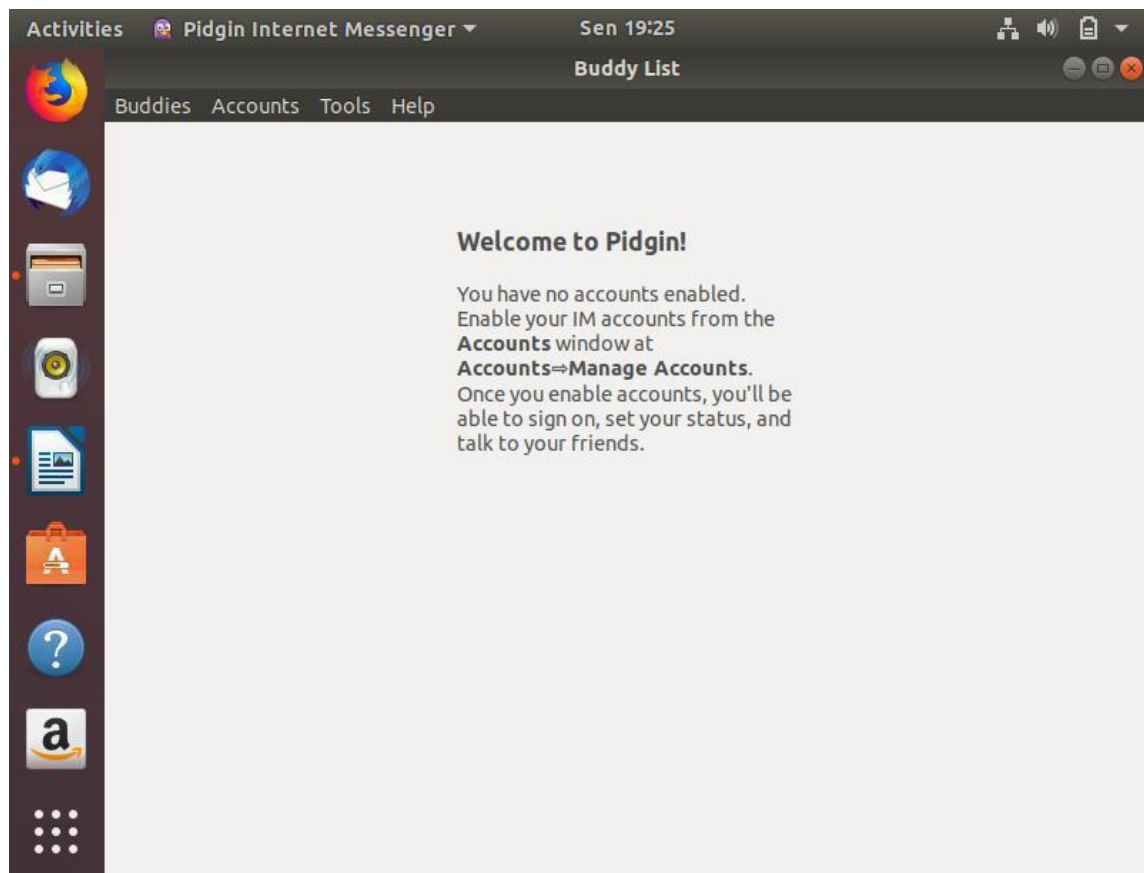 Activities Pidgin Internet Messenger Sen 19:25
Buddy List
Buddies Accounts Tools Help
Welcome to Pidgin!
You have no accounts enabled.
Enable your IM accounts from the
Accounts window at
Accounts⇨Manage Accounts.
Once you enable accounts, you'll be
able to sign on, set your status, and
talk to your friends.
A
?
a